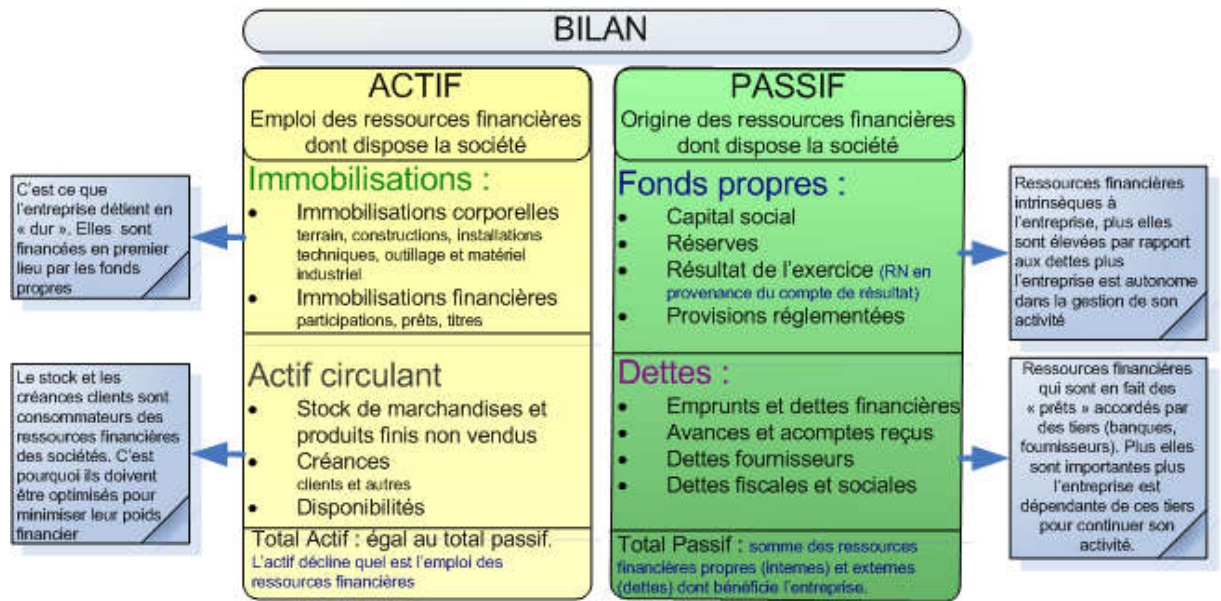 BILAN
ACTIF
Emploi des ressources financières
dont dispose la société
Immobilisations :
• Immobilisations corporelles
terrain, constructions, installations
techniques, outillage et matériel
industriel
• Immobilisations financières
participations, prêts, titres
Actif circulant
• Stock de marchandises et
produits finis non vendus
• Créances
clients et autres
• Disponibilités
Total Actif : égal au total passif.
L'actif décline quel est l'emploi des
ressources financières
PASSIF
Origine des ressources financières
dont dispose la société
Fonds propres :
• Capital social
• Réserves
• Résultat de l'exercice (RN en
provenance du compte de résultat)
• Provisions réglementées
Dettes :
• Emprunts et dettes financières
• Avances et acomptes reçus
• Dettes fournisseurs
• Dettes fiscales et sociales
Total Passif : somme des ressources
financières propres (internes) et externes
(dettes) dont bénéficie l'entreprise.
C'est ce que
l'entreprise détient en
« dur ». Elles sont
financées en premier
lieu par les fonds
propres
Le stock et les
créances clients sont
consommateurs des
ressources financières
des sociétés. C'est
pourquoi ils doivent
être optimisés pour
minimiser leur poids
financier
Ressources financières
intrinsèques à
l'entreprise, plus elles
sont élevées par rapport
aux dettes plus
l'entreprise est autonome
dans la gestion de son
activité
Ressources financières
qui sont en fait des
« prêts » accordés par
des tiers (banques,
fournisseurs). Plus elles
sont importantes plus
l'entreprise est
dépendante de ces tiers
pour continuer son
activité.